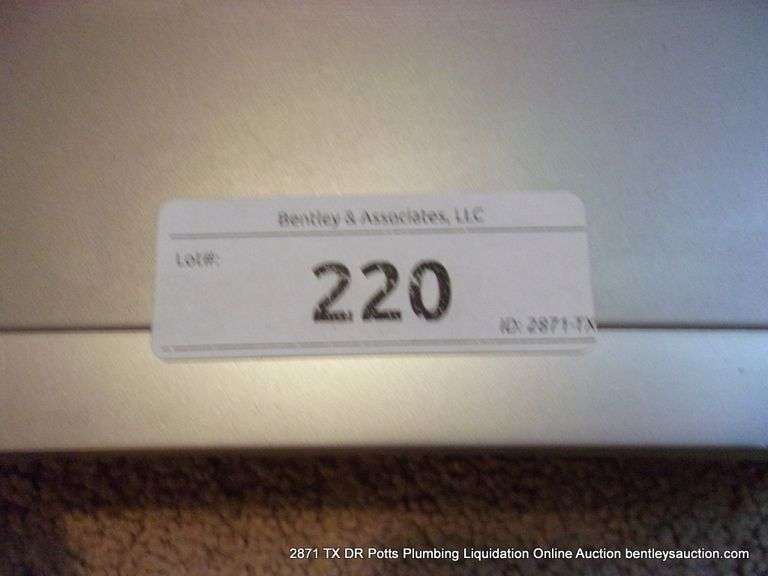 Bentley & Associates, LLC
Lot#:
220
ID: 2871-TX
2871 TX DR Potts Plumbing Liquidation Online Auction bentleysauction.com